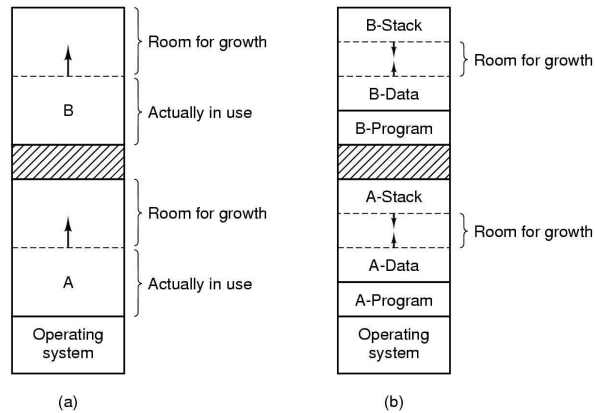 Room for growth
B
Actually in use
Room for growth
A
Actually in use
Operating
system
(a)
B-Stack
Room for growth
B-Data
B-Program
A-Stack
Room for growth
A-Data
A-Program
Operating
system
(b)